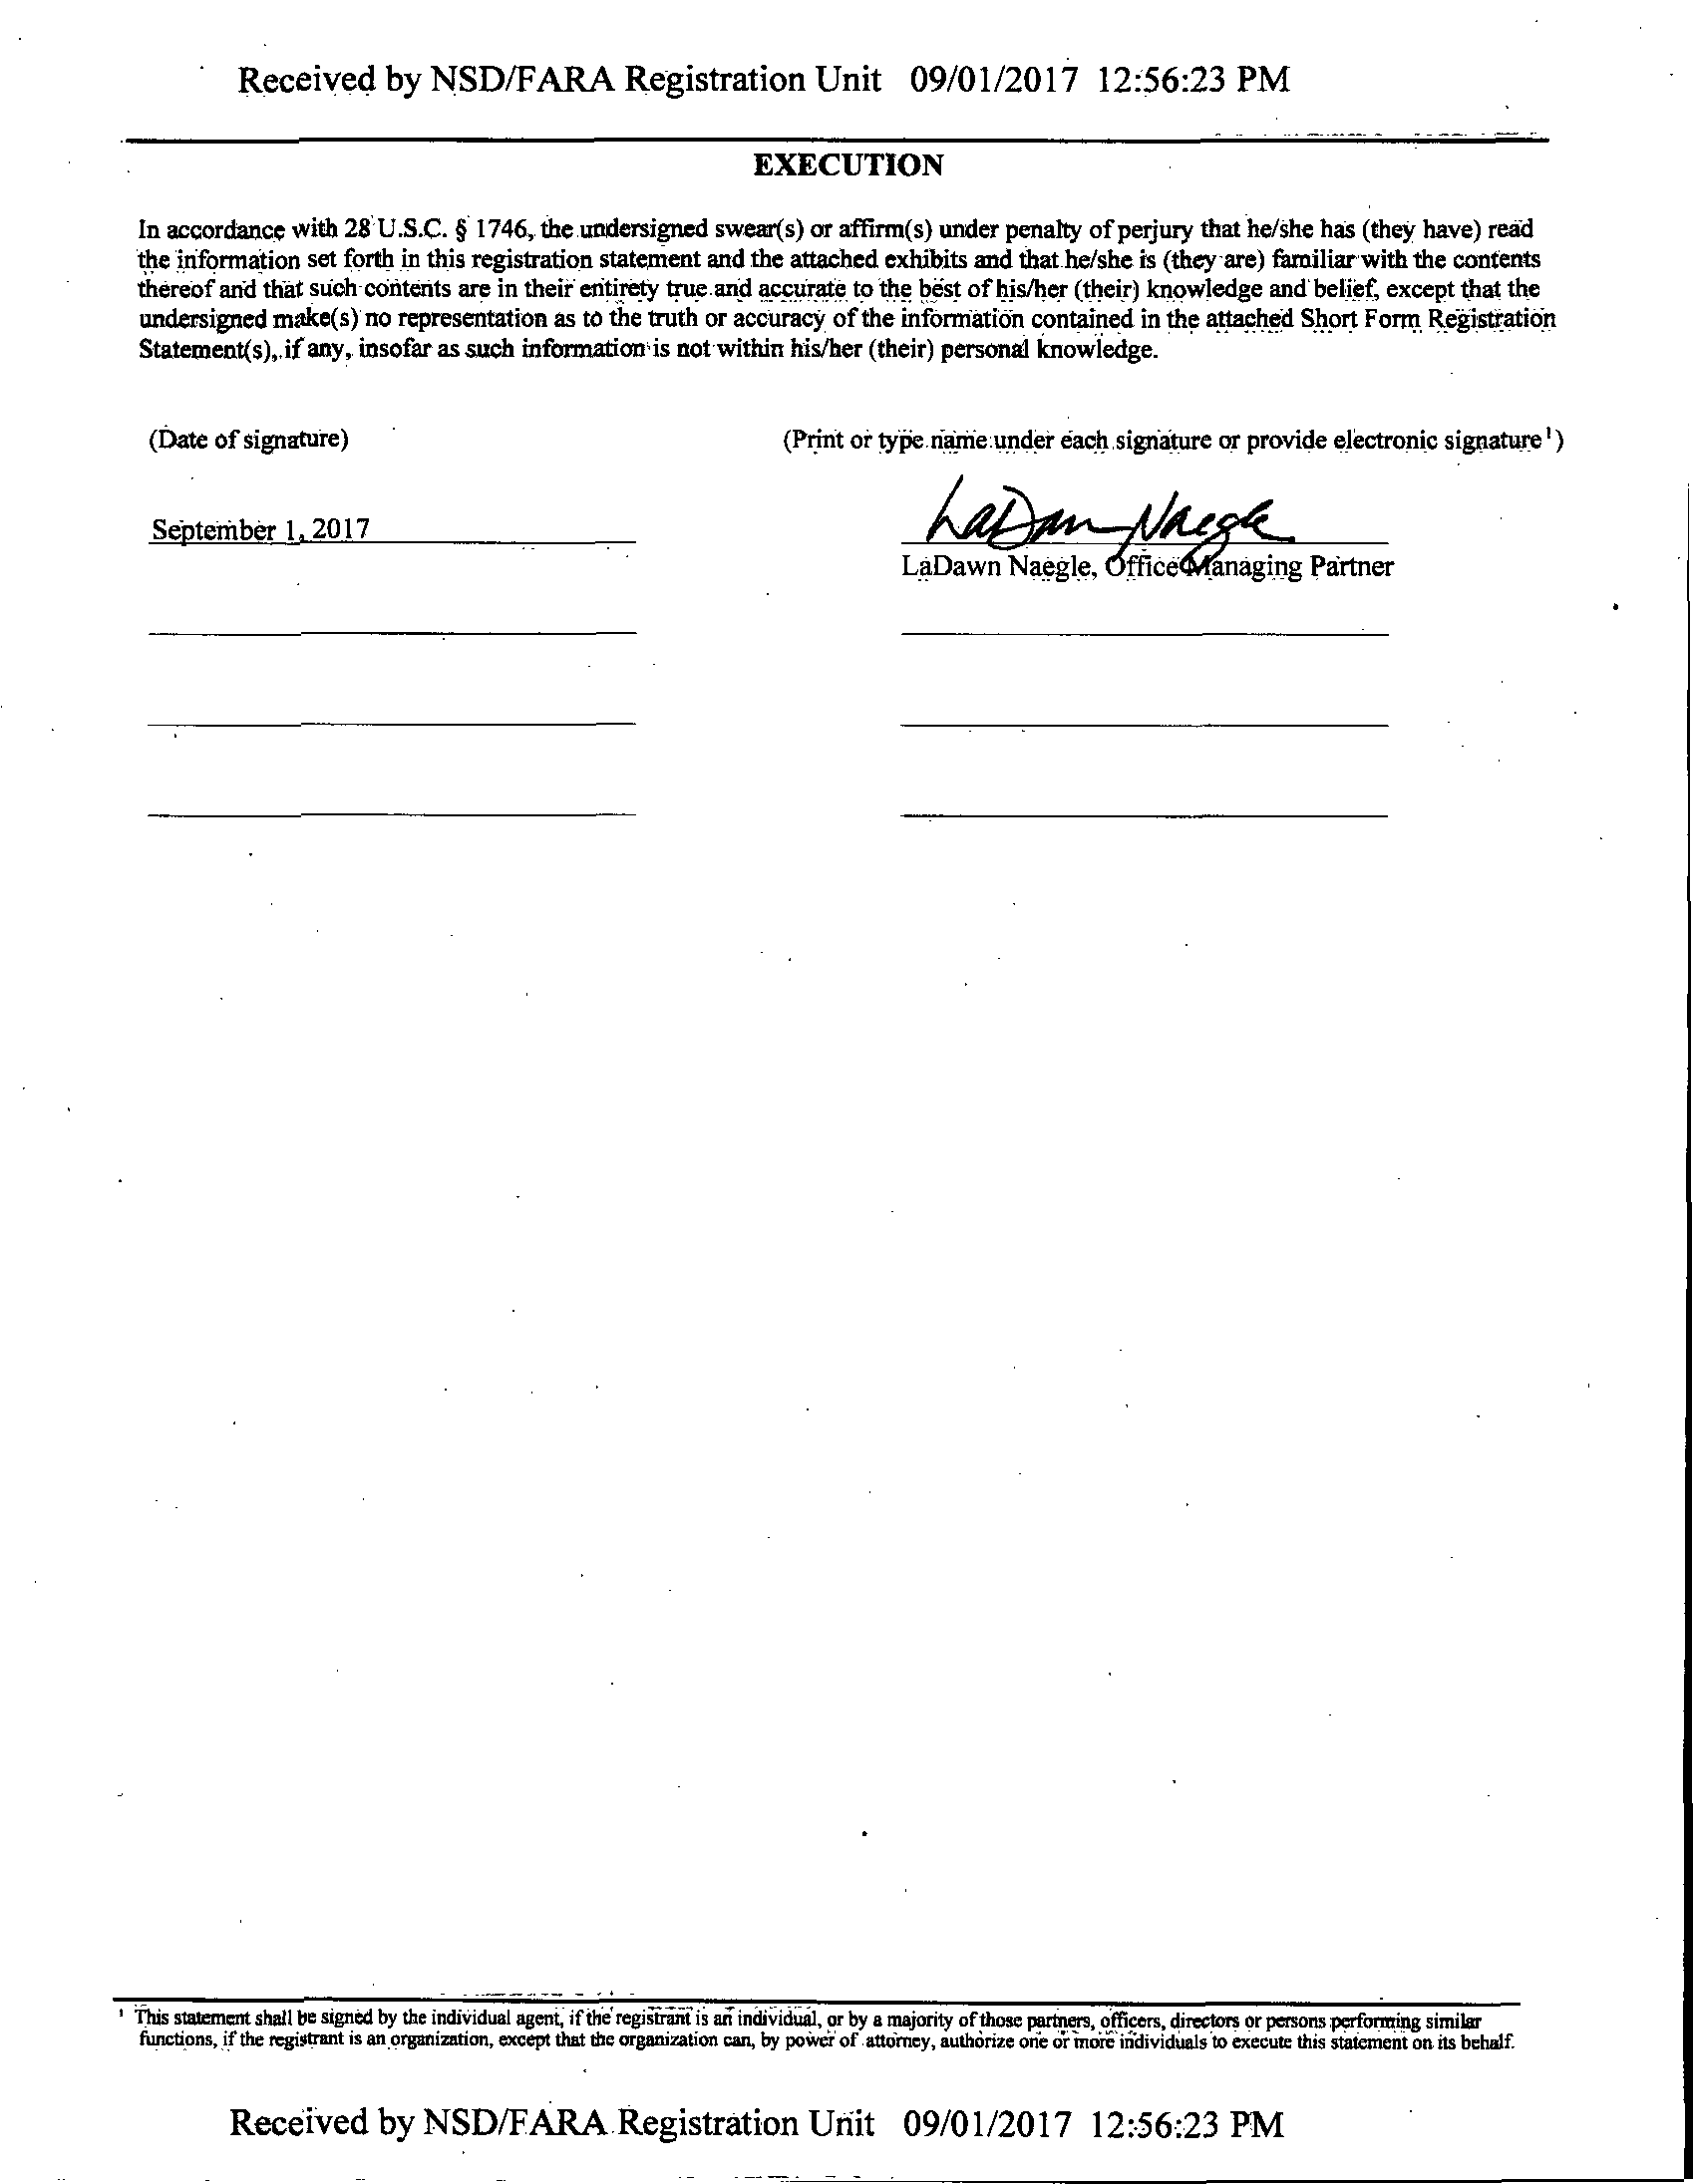 Received by NSD/FARA Registration Unit 09/01/2017 12:56:23 PM
EXECUTION
In accordance with 28 U.S.C. § 1746, the undersigned swear(s) or affirm(s) under penalty of perjury that he/she has (they have) read
the information set forth in this registration statement and the attached exhibits and that he/she is (they are) familiar with the contents
thereof and that such contents are in their entirety true and accurate to the best of his/her (their) knowledge and belief, except that the
undersigned make(s) no representation as to the truth or accuracy of the information contained in the attached Short Form Registration
Statement(s), if any, insofar as such information is not within his/her (their) personal knowledge.
(Date of signature) (Print or type name under each signature or provide electronic signature¹)
September 1, 2017 LaDawn Naegle
LaDawn Naegle, Office Managing Partner
¹ This statement shall be signed by the individual agent, if the registrant is an individual, or by a majority of those partners, officers, directors or persons performing similar
functions, if the registrant is an organization, except that the organization can, by power of attorney, authorize one or more individuals to execute this statement on its behalf.
Received by NSD/FARA Registration Unit 09/01/2017 12:56:23 PM